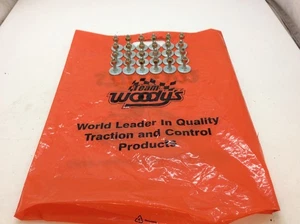 Team
WOODY'S
World Leader In Quality
Traction and Control
Products